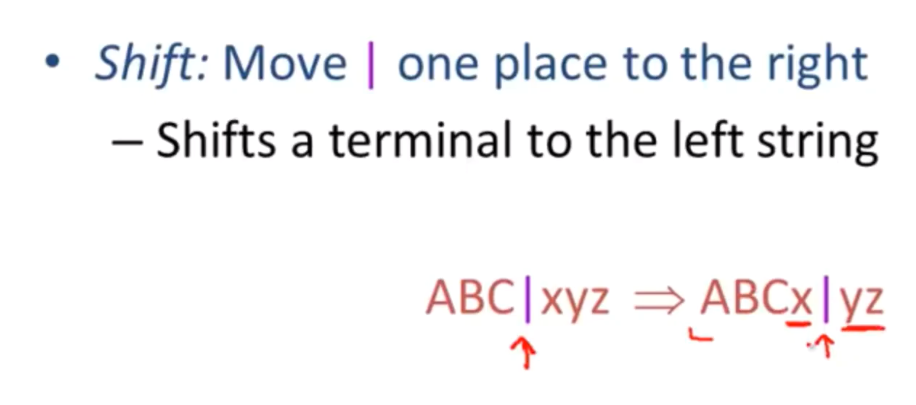 • Shift: Move | one place to the right
– Shifts a terminal to the left string
ABC|xyz ⇒ ABCx|yz